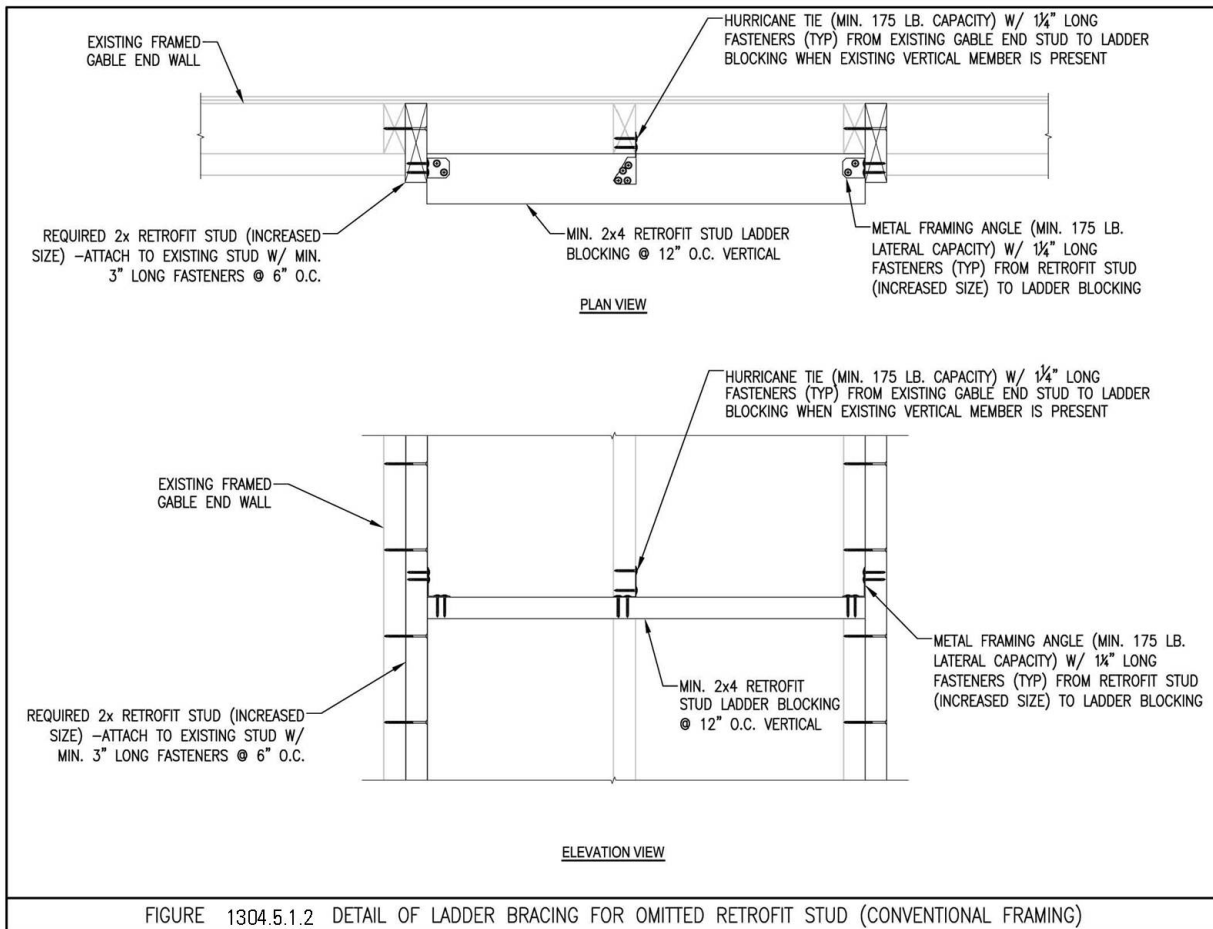 EXISTING FRAMED
GABLE END WALL
HURRICANE TIE (MIN. 175 LB. CAPACITY) W/ 1¼" LONG
FASTENERS (TYP) FROM EXISTING GABLE END STUD TO LADDER
BLOCKING WHEN EXISTING VERTICAL MEMBER IS PRESENT
REQUIRED 2x RETROFIT STUD (INCREASED
SIZE) –ATTACH TO EXISTING STUD W/ MIN.
3" LONG FASTENERS @ 6" O.C.
MIN. 2x4 RETROFIT STUD LADDER
BLOCKING @ 12" O.C. VERTICAL
METAL FRAMING ANGLE (MIN. 175 LB.
LATERAL CAPACITY) W/ 1¼" LONG
FASTENERS (TYP) FROM RETROFIT STUD
(INCREASED SIZE) TO LADDER BLOCKING
PLAN VIEW
HURRICANE TIE (MIN. 175 LB. CAPACITY) W/ 1¼" LONG
FASTENERS (TYP) FROM EXISTING GABLE END STUD TO LADDER
BLOCKING WHEN EXISTING VERTICAL MEMBER IS PRESENT
EXISTING FRAMED
GABLE END WALL
METAL FRAMING ANGLE (MIN. 175 LB.
LATERAL CAPACITY) W/ 1¼" LONG
FASTENERS (TYP) FROM RETROFIT STUD
(INCREASED SIZE) TO LADDER BLOCKING
MIN. 2x4 RETROFIT
STUD LADDER BLOCKING
@ 12" O.C. VERTICAL
REQUIRED 2x RETROFIT STUD (INCREASED
SIZE) –ATTACH TO EXISTING STUD W/
MIN. 3" LONG FASTENERS @ 6" O.C.
ELEVATION VIEW
FIGURE 1304.5.1.2 DETAIL OF LADDER BRACING FOR OMITTED RETROFIT STUD (CONVENTIONAL FRAMING)